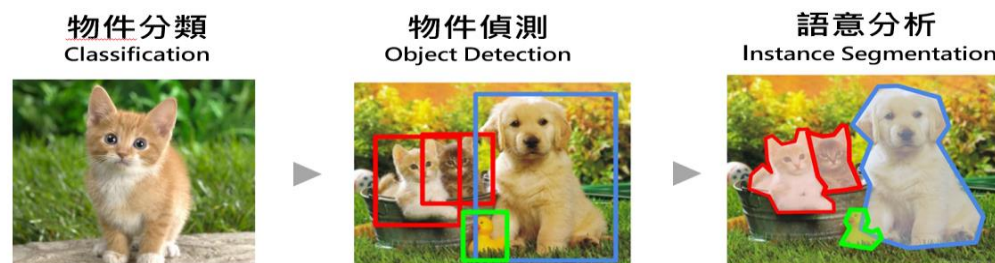 物件分類
Classification
物件偵測
Object Detection
語意分析
Instance Segmentation